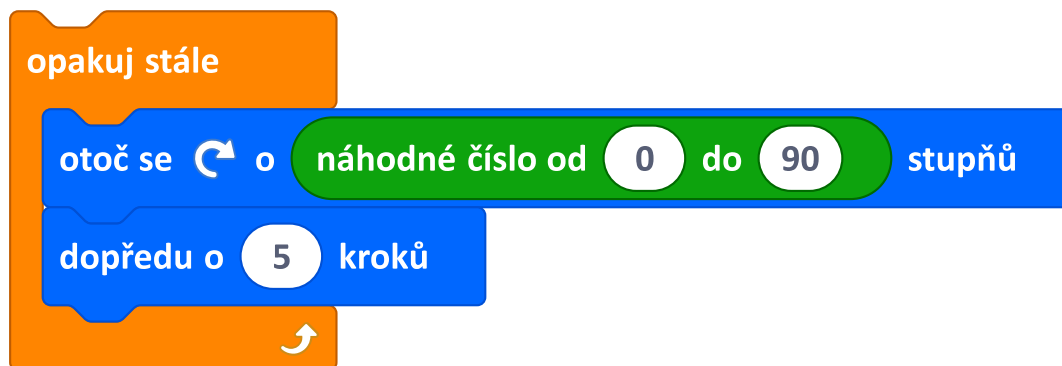 opakuj stále
otoč se o náhodné číslo od 0 do 90 stupňů
dopředu o 5 kroků